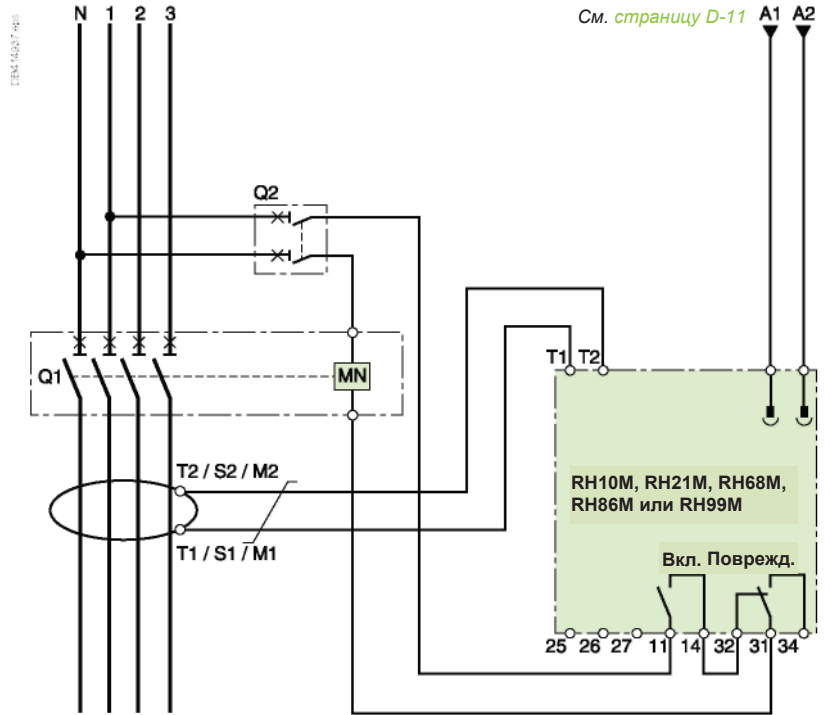 N 1 2 3
См. страницу D-11 A1 A2
Q2
T1 T2
Q1
MN
T2 / S2 / M2
RH10M, RH21M, RH68M,
RH86M или RH99M
T1 / S1 / M1
Вкл. Поврежд.
25 26 27 11 14 32 31 34